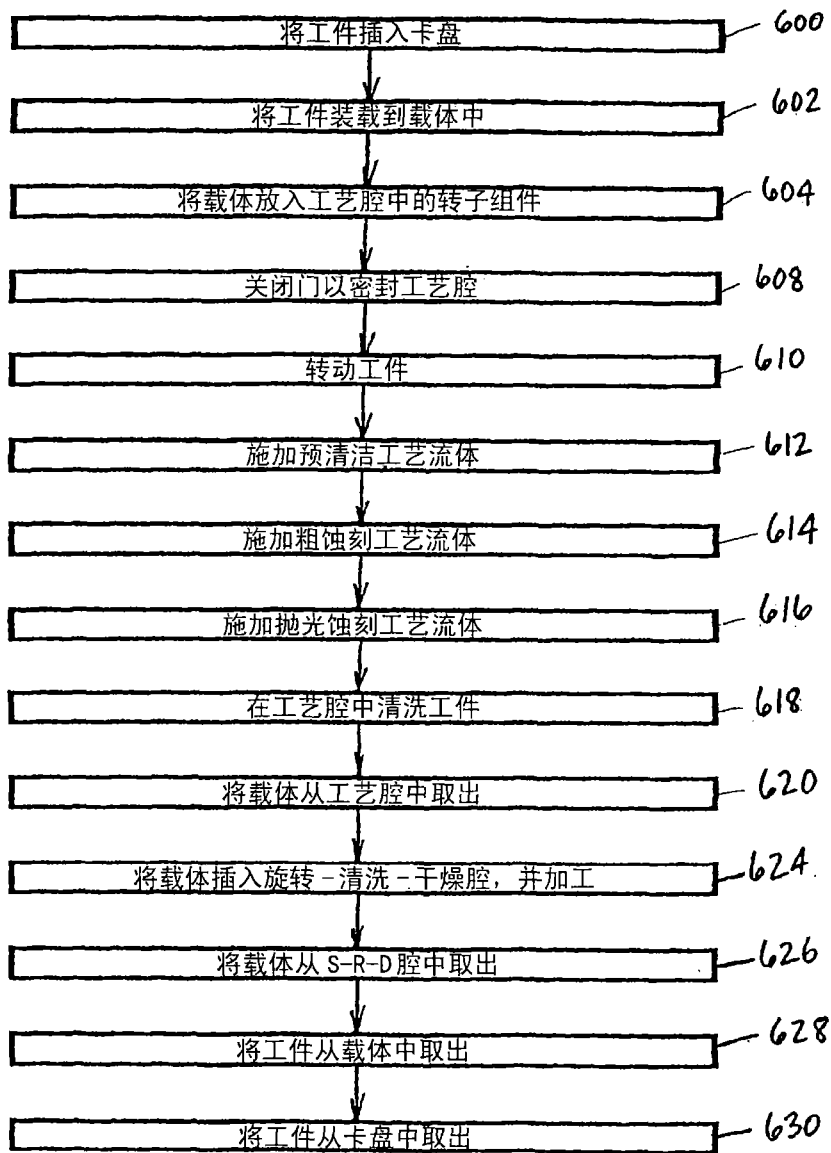 将工件插入卡盘 600
将工件装载到载体中 602
将载体放入工艺腔中的转子组件 604
关闭门以密封工艺腔 608
转动工件 610
施加预清洁工艺流体 612
施加粗蚀刻工艺流体 614
施加抛光蚀刻工艺流体 616
在工艺腔中清洗工件 618
将载体从工艺腔中取出 620
将载体插入旋转-清洗-干燥腐,并加工 624
将载体从 S-R-D 腔中取出 626
将工件从载体中取出 628
将工件从卡盘中取出 630